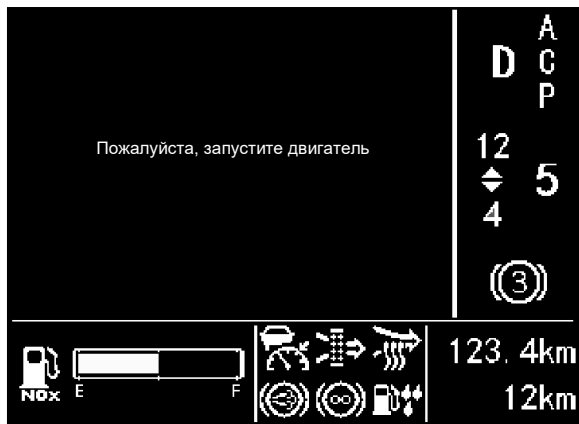 Пожалуйста, запустите двигатель
D
A
C
P
12
4
5
3
NOx
E
F
123.4km
12km